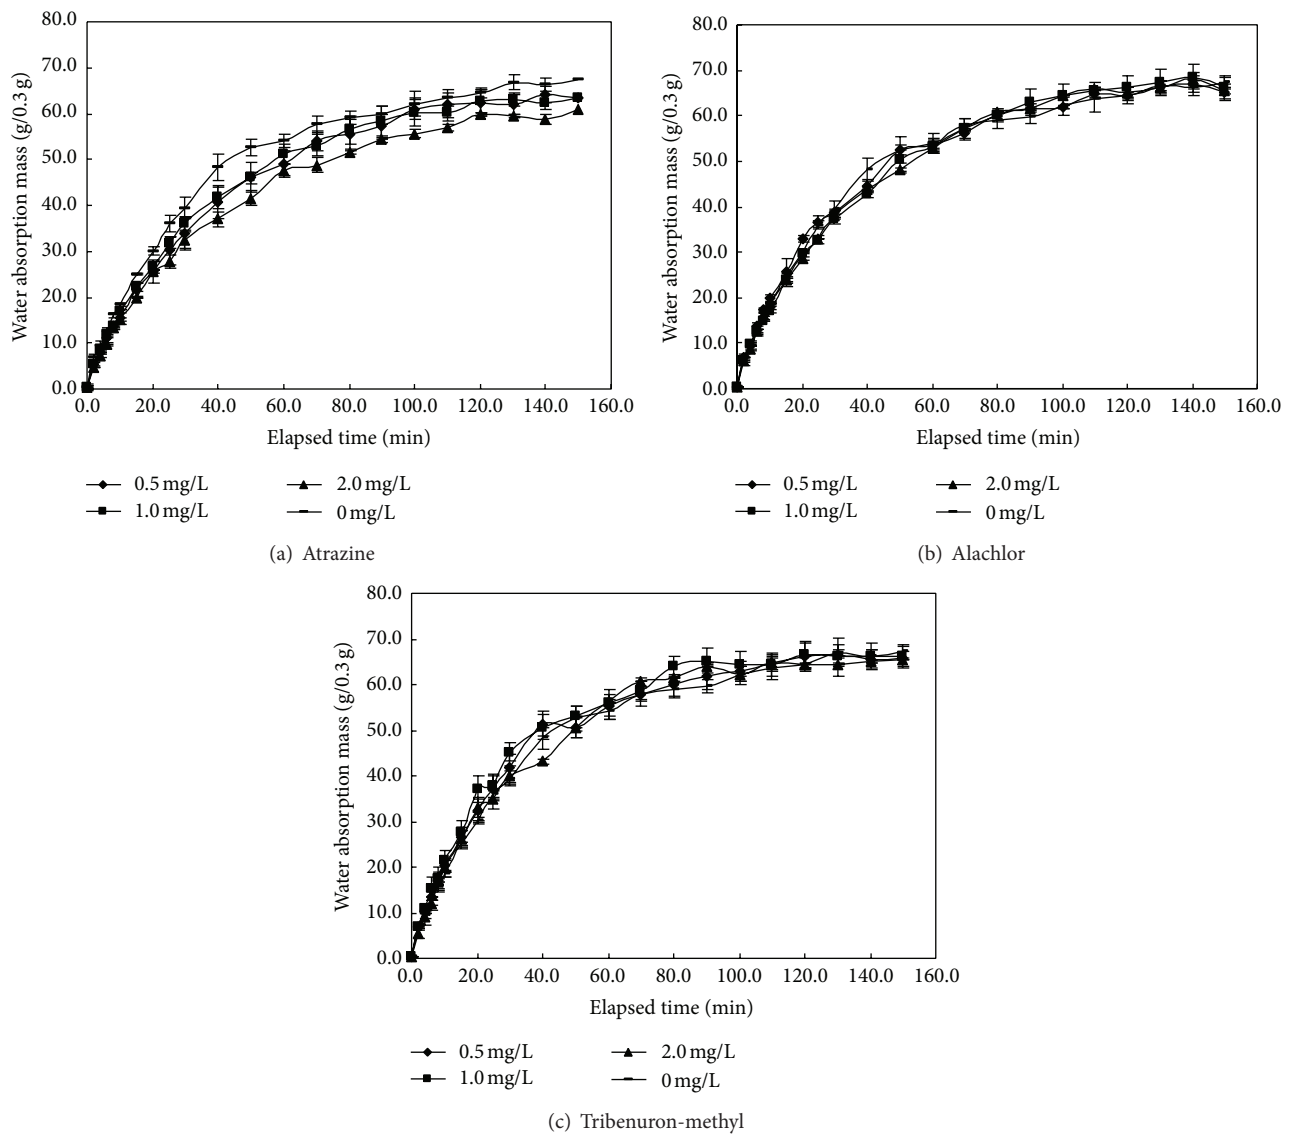 80.0
70.0
60.0
50.0
40.0
30.0
20.0
10.0
0.0
Water absorption mass (g/0.3 g)
0.0 20.0 40.0 60.0 80.0 100.0 120.0 140.0 160.0
Elapsed time (min)
0.5 mg/L 2.0 mg/L
1.0 mg/L 0 mg/L
(a) Atrazine
80.0
70.0
60.0
50.0
40.0
30.0
20.0
10.0
0.0
Water absorption mass (g/0.3 g)
0.0 20.0 40.0 60.0 80.0 100.0 120.0 140.0 160.0
Elapsed time (min)
0.5 mg/L 2.0 mg/L
1.0 mg/L 0 mg/L
(b) Alachlor
80.0
70.0
60.0
50.0
40.0
30.0
20.0
10.0
0.0
Water absorption mass (g/0.3 g)
0.0 20.0 40.0 60.0 80.0 100.0 120.0 140.0 160.0
Elapsed time (min)
0.5 mg/L 2.0 mg/L
1.0 mg/L 0 mg/L
(c) Tribenuron-methyl